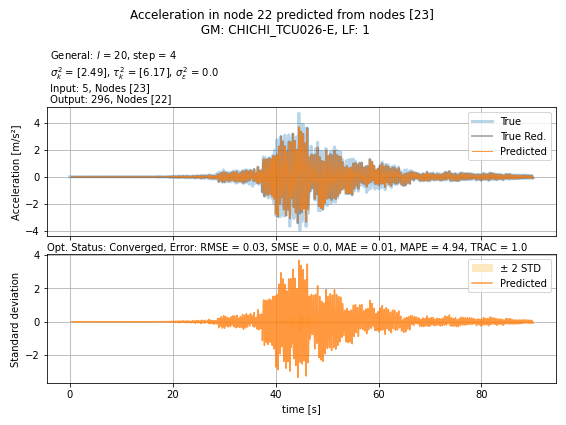 Acceleration in node 22 predicted from nodes [23]
GM: CHICHI_TCU026-E, LF: 1
General: l = 20, step = 4
σ²ₖ = [2.49], τ²ₖ = [6.17], σ²ε = 0.0
Input: 5, Nodes [23]
Output: 296, Nodes [22]
Acceleration [m/s²]
4
2
0
−2
−4
True
True Red.
Predicted
Opt. Status: Converged, Error: RMSE = 0.03, SMSE = 0.0, MAE = 0.01, MAPE = 4.94, TRAC = 1.0
Standard deviation
4
2
0
−2
± 2 STD
Predicted
0 20 40 60 80
time [s]